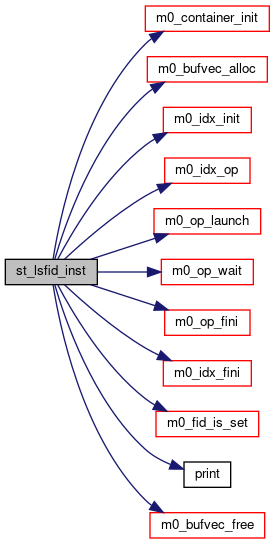 m0_container_init
m0_bufvec_alloc
m0_idx_init
m0_idx_op
m0_op_launch
st_lsfid_inst
m0_op_wait
m0_op_fini
m0_idx_fini
m0_fid_is_set
print
m0_bufvec_free